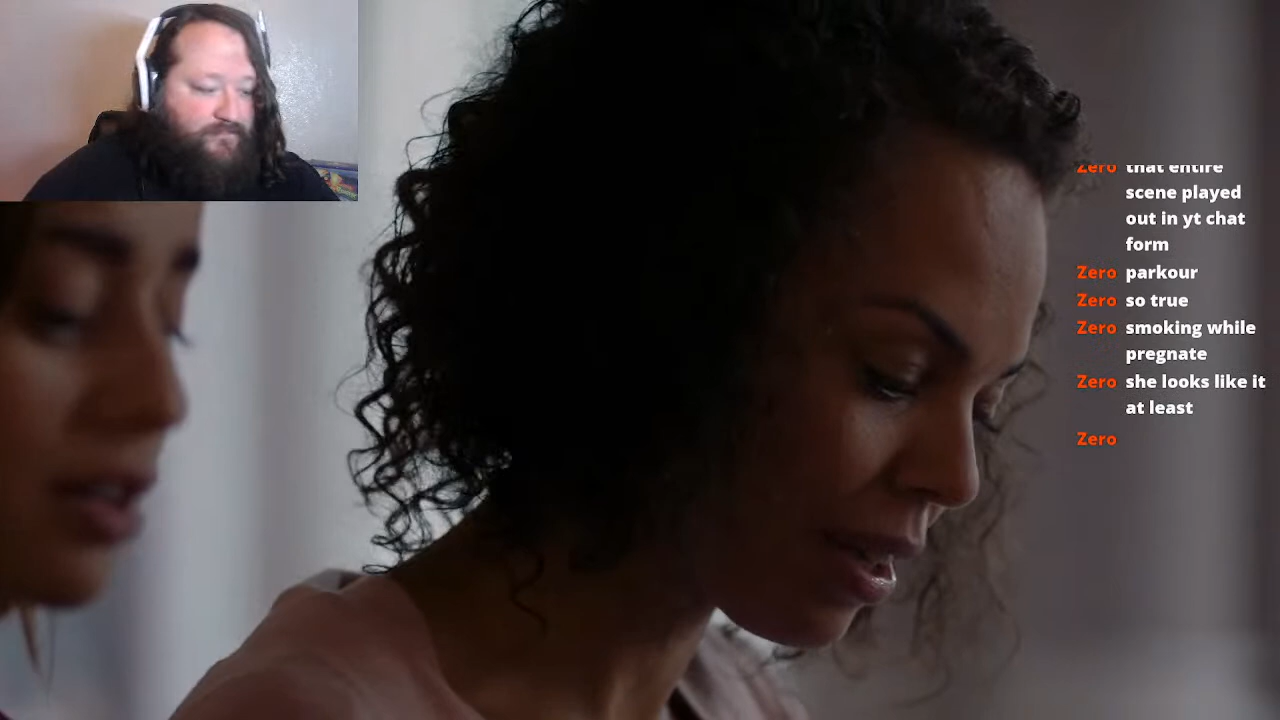 Zero that entire
scene played
out in yt chat
form
Zero parkour
Zero so true
Zero smoking while
pregnate
Zero she looks like it
at least
Zero